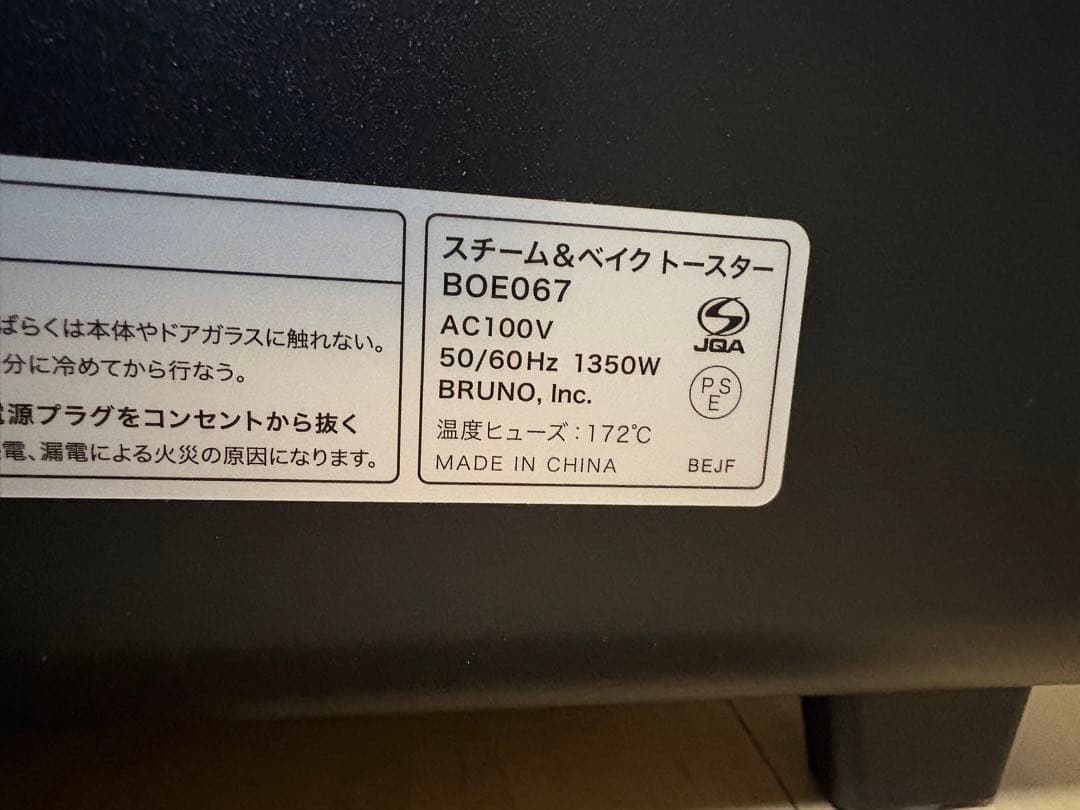 ばらくは本体やドアガラスに触れない。
分に冷めてから行なう。
源プラグをコンセントから抜く
電、漏電による火災の原因になります。
スチーム&ベイク トースター
BOE067
AC100V
50/60Hz 1350W
BRUNO, Inc.
温度ヒューズ:172℃
MADE IN CHINA
JQA
PSE
BEJF